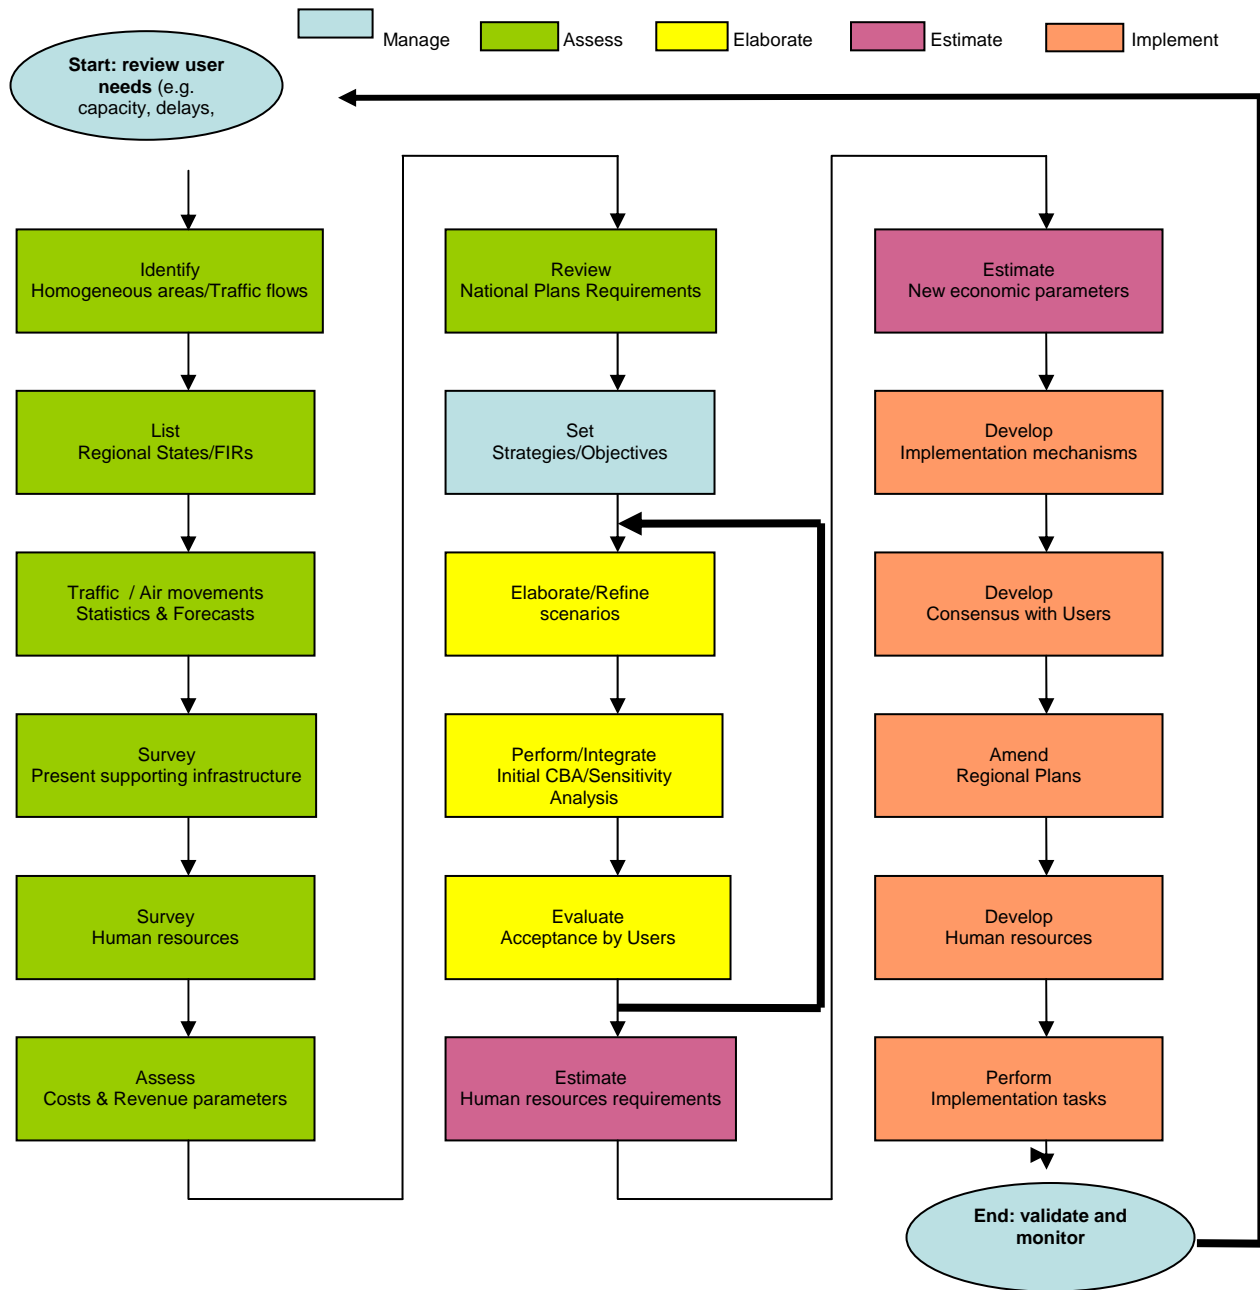 Manage
Assess
Elaborate
Estimate
Implement
Start: review user
needs (e.g.
capacity, delays,
Identify
Homogeneous areas/Traffic flows
List
Regional States/FIRs
Traffic / Air movements
Statistics & Forecasts
Survey
Present supporting infrastructure
Survey
Human resources
Assess
Costs & Revenue parameters
Review
National Plans Requirements
Set
Strategies/Objectives
Elaborate/Refine
scenarios
Perform/Integrate
Initial CBA/Sensitivity
Analysis
Evaluate
Acceptance by Users
Estimate
Human resources requirements
Estimate
New economic parameters
Develop
Implementation mechanisms
Develop
Consensus with Users
Amend
Regional Plans
Develop
Human resources
Perform
Implementation tasks
End: validate and
monitor